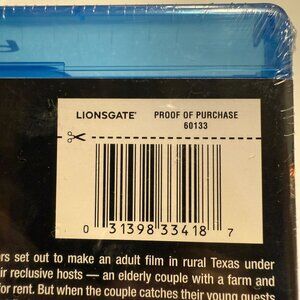 LIONSGATE® PROOF OF PURCHASE
60133
0 31398 33418 7
ers set out to make an adult film in rural Texas under
ir reclusive hosts — an elderly couple with a farm and
for rent. But when the couple catches their young guests